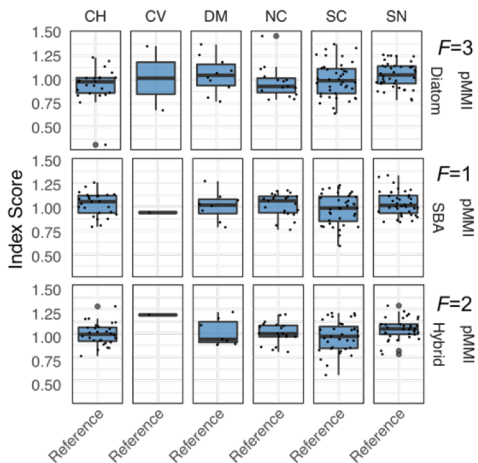 CH CV DM NC SC SN
1.50
1.25
1.00
0.75
0.50
F=3
pMMI
Diatom
1.50
1.25
1.00
0.75
0.50
F=1
pMMI
SBA
1.50
1.25
1.00
0.75
0.50
F=2
pMMI
Hybrid
Index Score
Reference Reference Reference Reference Reference Reference